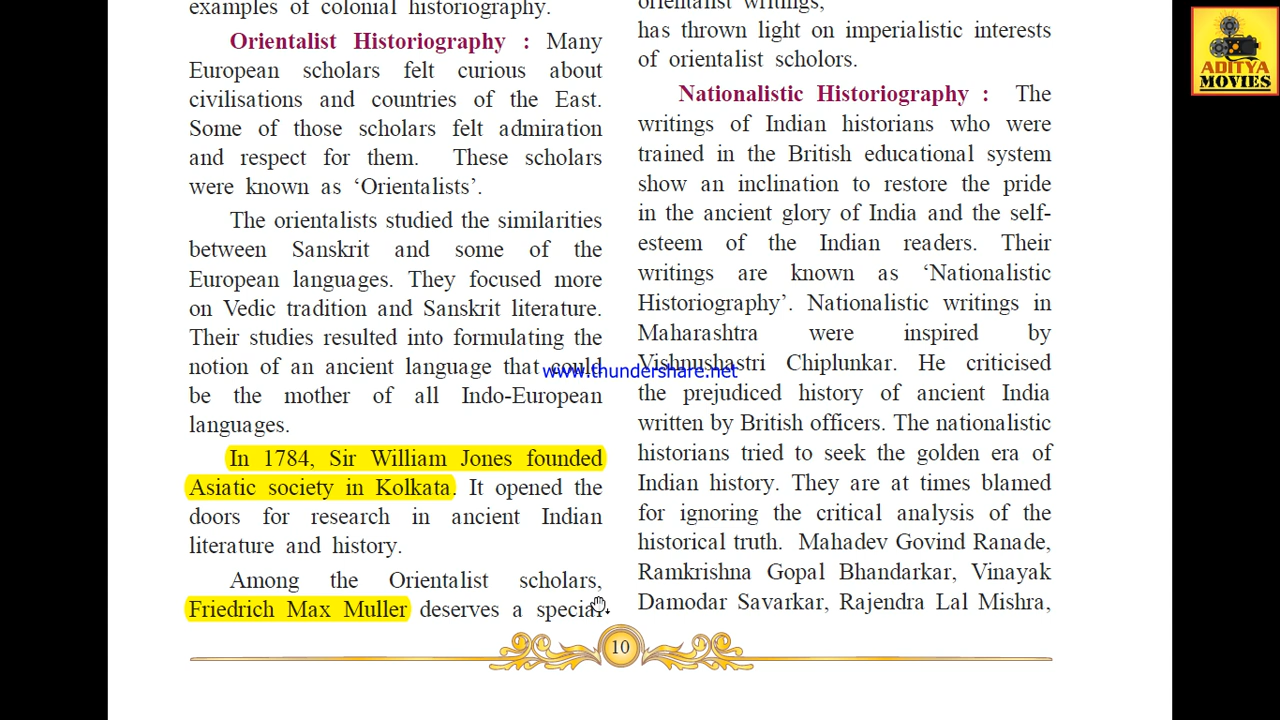 examples of colonial historiography.
Orientalist Historiography : Many
European scholars felt curious about
civilisations and countries of the East.
Some of those scholars felt admiration
and respect for them. These scholars
were known as ‘Orientalists’.
The orientalists studied the similarities
between Sanskrit and some of the
European languages. They focused more
on Vedic tradition and Sanskrit literature.
Their studies resulted into formulating the
notion of an ancient language that could
be the mother of all Indo-European
languages.
In 1784, Sir William Jones founded
Asiatic society in Kolkata. It opened the
doors for research in ancient Indian
literature and history.
Among the Orientalist scholars,
Friedrich Max Muller deserves a special
orientalist writings,
has thrown light on imperialistic interests
of orientalist scholors.
Nationalistic Historiography : The
writings of Indian historians who were
trained in the British educational system
show an inclination to restore the pride
in the ancient glory of India and the self-
esteem of the Indian readers. Their
writings are known as ‘Nationalistic
Historiography’. Nationalistic writings in
Maharashtra were inspired by
Vishnushastri Chiplunkar. He criticised
the prejudiced history of ancient India
written by British officers. The nationalistic
historians tried to seek the golden era of
Indian history. They are at times blamed
for ignoring the critical analysis of the
historical truth. Mahadev Govind Ranade,
Ramkrishna Gopal Bhandarkar, Vinayak
Damodar Savarkar, Rajendra Lal Mishra,
10
www.thundershare.net
ADITYA
MOVIES